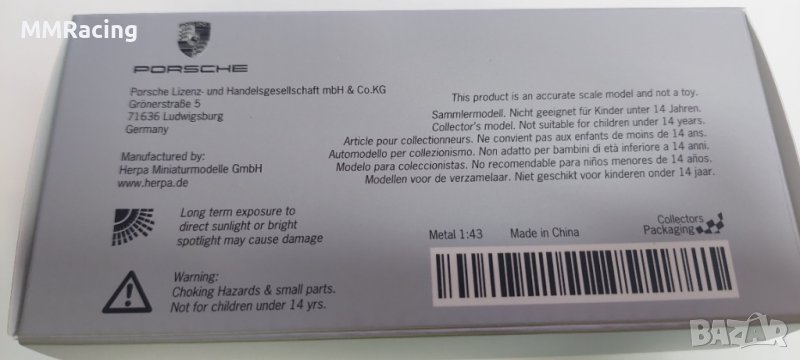 MMRacing
PORSCHE
Porsche Lizenz- und Handelsgesellschaft mbH & Co.KG
Grönerstraße 5
71636 Ludwigsburg
Germany
Manufactured by:
Herpa Miniaturmodelle GmbH
www.herpa.de
Long term exposure to
direct sunlight or bright
spotlight may cause damage
Warning:
Choking Hazards & small parts.
Not for children under 14 yrs.
This product is an accurate scale model and not a toy.
Sammlermodell. Nicht geeignet für Kinder unter 14 Jahren.
Collector's model. Not suitable for children under 14 years.
Article pour collectionneurs. Ne convient pas aux enfants de moins de 14 ans.
Automodello per collezionismo. Non adatto per bambini di età inferiore a 14 anni.
Modelo para coleccionistas. No recomendable para niños menores de 14 años.
Modellen voor de verzamelaar. Niet geschikt voor kinderen onder 14 jaar.
Metal 1:43 Made in China
Collectors
Packaging
BAZAR